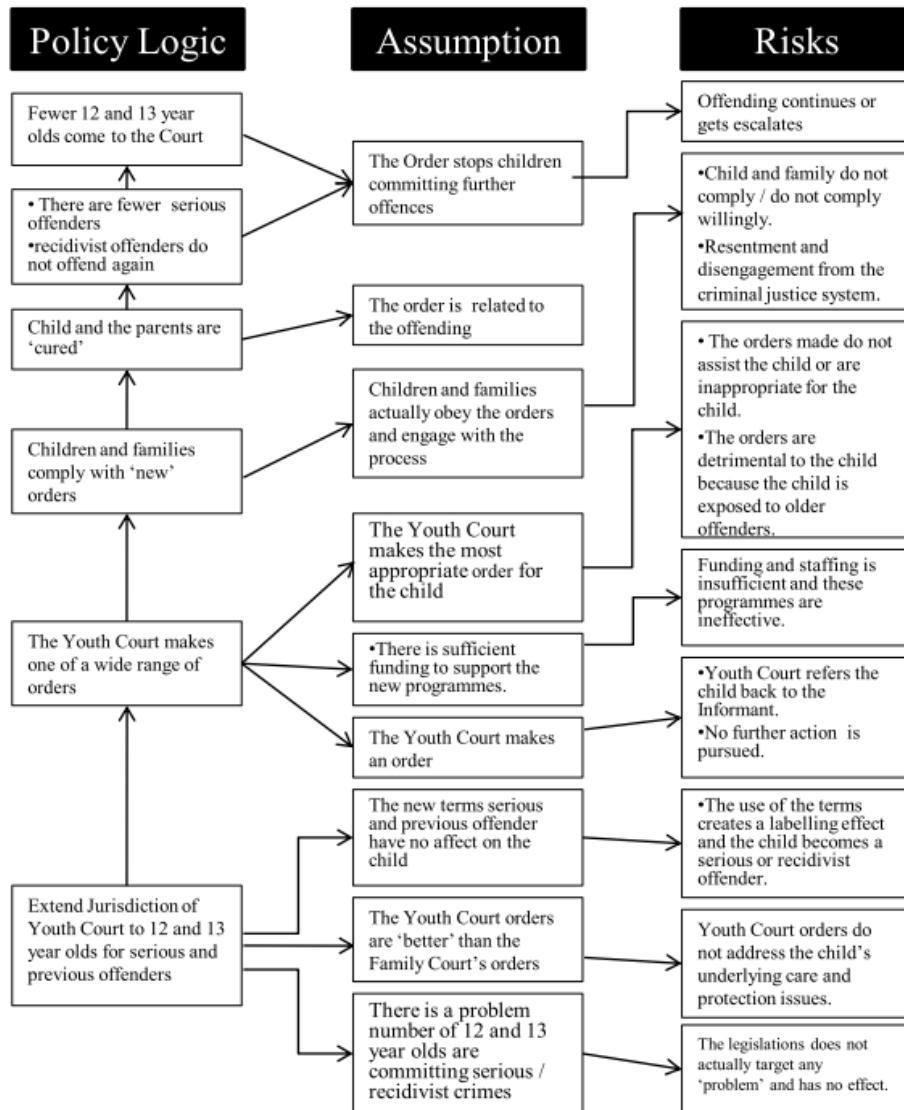 Policy Logic
Assumption
Risks
Fewer 12 and 13 year
olds come to the Court
• There are fewer serious
offenders
•recidivist offenders do
not offend again
Child and the parents are
‘cured’
Children and families
comply with ‘new’
orders
The Youth Court makes
one of a wide range of
orders
Extend Jurisdiction of
Youth Court to 12 and 13
year olds for serious and
previous offenders
The Order stops children
committing further
offences
The order is related to
the offending
Children and families
actually obey the orders
and engage with the
process
The Youth Court
makes the most
appropriate order for
the child
•There is sufficient
funding to support the
new programmes.
The Youth Court makes
an order
The new terms serious
and previous offender
have no affect on the
child
The Youth Court orders
are ‘better’ than the
Family Court’s orders
There is a problem
number of 12 and 13
year olds are
committing serious /
recidivist crimes
Offending continues or
gets escalates
•Child and family do not
comply / do not comply
willingly.
•Resentment and
disengagement from the
criminal justice system.
• The orders made do not
assist the child or are
inappropriate for the
child.
•The orders are
detrimental to the child
because the child is
exposed to older
offenders.
Funding and staffing is
insufficient and these
programmes are
ineffective.
•Youth Court refers the
child back to the
Informant.
•No further action is
pursued.
•The use of the terms
creates a labelling effect
and the child becomes a
serious or recidivist
offender.
Youth Court orders do
not address the child’s
underlying care and
protection issues.
The legislations does not
actually target any
‘problem’ and has no effect.